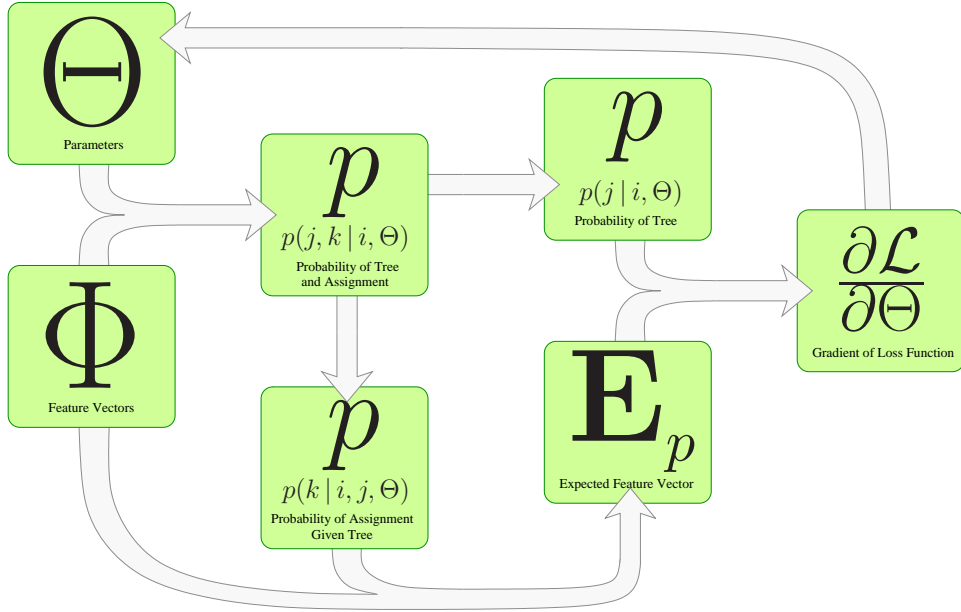 Θ
Parameters
Φ
Feature Vectors
p
p(j, k | i, Θ)
Probability of Tree
and Assignment
p
p(k | i, j, Θ)
Probability of Assignment
Given Tree
p
p(j | i, Θ)
Probability of Tree
E_p
Expected Feature Vector
∂ℒ
∂Θ
Gradient of Loss Function